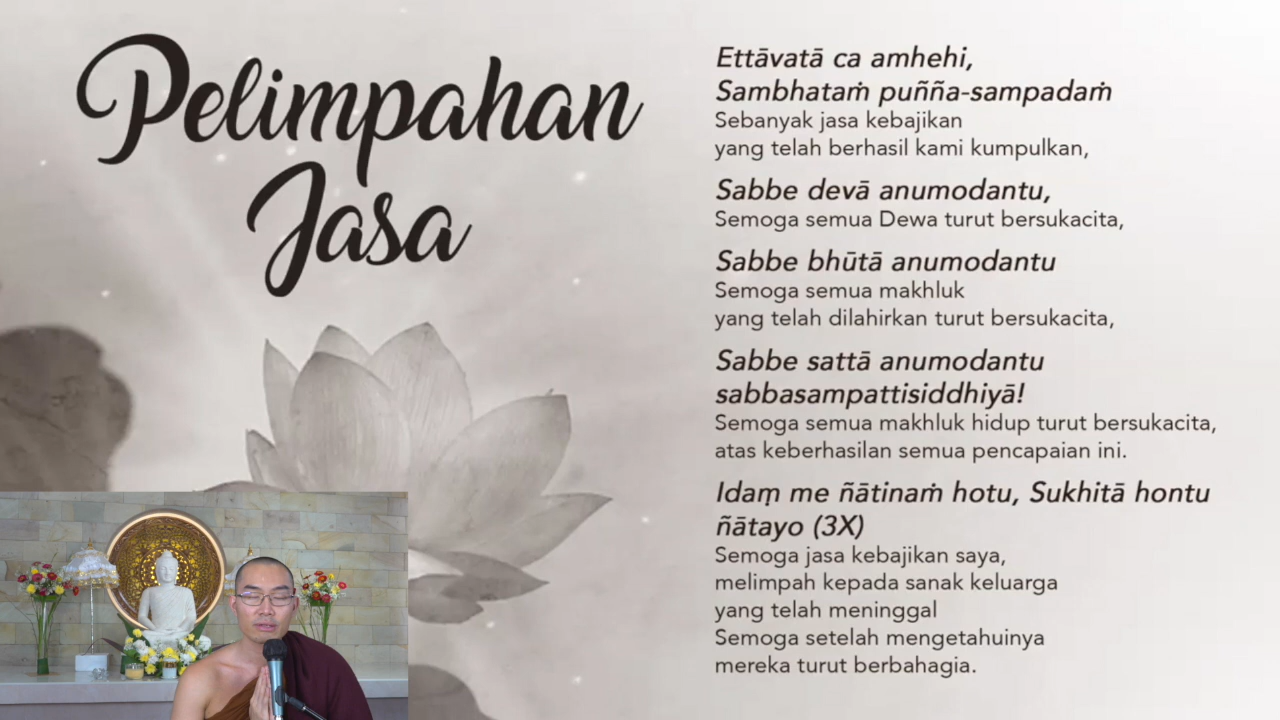 Pelimpahan
Jasa
Ettāvatā ca amhehi,
Sambhataṁ puñña-sampadaṁ
Sebanyak jasa kebajikan
yang telah berhasil kami kumpulkan,
Sabbe devā anumodantu,
Semoga semua Dewa turut bersukacita,
Sabbe bhūtā anumodantu
Semoga semua makhluk
yang telah dilahirkan turut bersukacita,
Sabbe sattā anumodantu
sabbasampattisiddhiyā!
Semoga semua makhluk hidup turut bersukacita,
atas keberhasilan semua pencapaian ini.
Idaṃ me ñātinaṁ hotu, Sukhitā hontu
ñātayo (3X)
Semoga jasa kebajikan saya,
melimpah kepada sanak keluarga
yang telah meninggal
Semoga setelah mengetahuinya
mereka turut berbahagia.